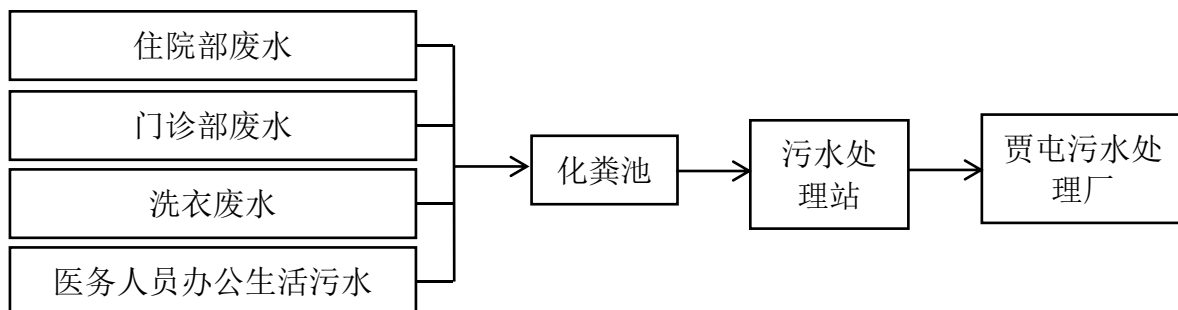 住院部废水
门诊部废水
洗衣废水
医务人员办公生活污水
化粪池
污水处
理站
贾屯污水处
理厂